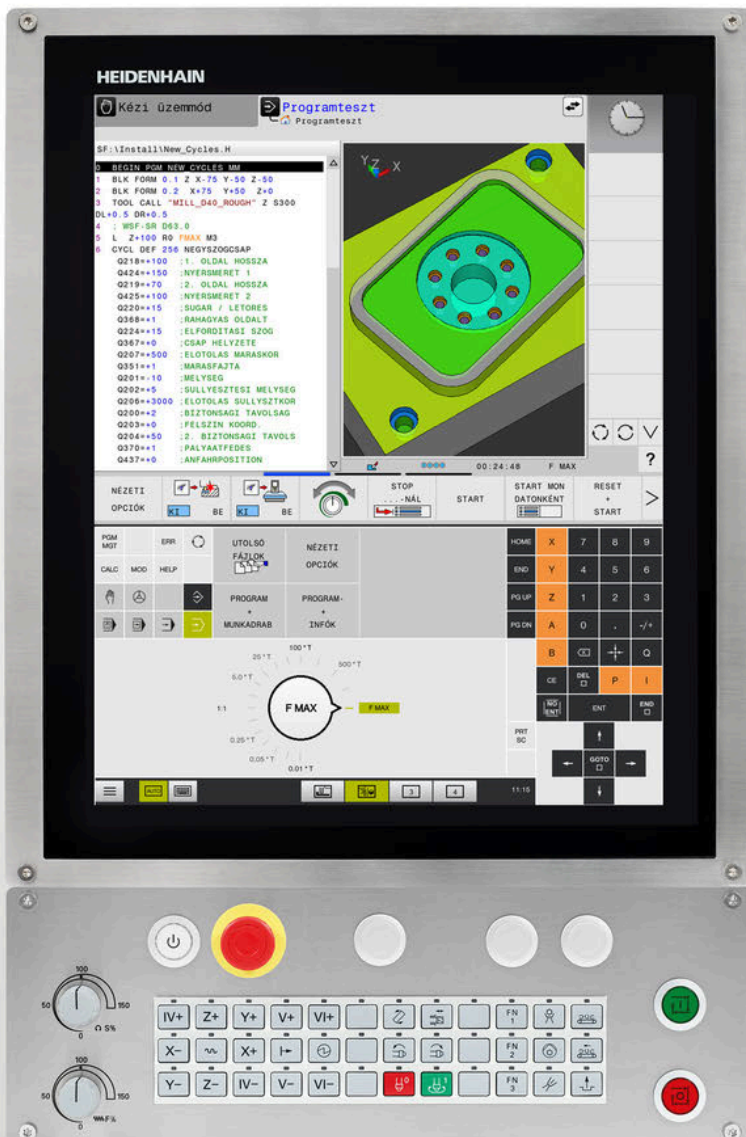 HEIDENHAIN
Kézi üzemmód
Programteszt
Programteszt
SF:\Install\New_Cycles.H
0 BEGIN PGM NEW_CYCLES MM
1 BLK FORM 0.1 Z X-75 Y-50 Z-50
2 BLK FORM 0.2 X+75 Y+50 Z+0
3 TOOL CALL "MILL_D40_ROUGH" Z S300
DL+0.5 DR+0.5
4 ; WSF-SR D63.0
5 L Z+100 R0 FMAX M3
6 CYCL DEF 256 NEGYSZOGCSAP
Q218=+100 ;1. OLDAL HOSSZA
Q424=+150 ;NYERSMERET 1
Q219=+70 ;2. OLDAL HOSSZA
Q425=+100 ;NYERSMERET 2
Q220=+15 ;SUGAR / LETORES
Q368=+1 ;RAHAGYAS OLDALT
Q224=+15 ;ELFORDITASI SZOG
Q367=+0 ;CSAP HELYZETE
Q207=+500 ;ELOTOLAS MARASKOR
Q351=+1 ;MARASFAJTA
Q201=-10 ;MELYSEG
Q202=+5 ;SULLYESZTESI MELYSEG
Q206=+3000 ;ELOTOLAS SULLYSZTKOR
Q200=+2 ;BIZTONSAGI TAVOLSAG
Q203=+0 ;FELSZIN KOORD.
Q204=+50 ;2. BIZTONSAGI TAVOLS
Q370=+1 ;PALYAATFEDES
Q437=+0 ;ANFAHRPOSITION
Y Z X
00:24:48 F MAX
?
NÉZETI
OPCIÓK
KI BE
KI BE
STOP
....-NÁL
START
START MON
DATONKÉNT
RESET
+
START
PGM
MGT
ERR
CALC MOD HELP
UTOLSÓ
FÁJLOK
NÉZETI
OPCIÓK
PROGRAM
+
MUNKADRAB
PROGRAM-
+
INFÓK
HOME X 7 8 9
END Y 4 5 6
PG UP Z 1 2 3
PG DN A 0 . -/+
B Q
CE DEL P I
NO
ENT
ENT
END
PRT
SC
GOTO
100*T
25*T 500*T
5.0*T
1:1
F MAX
F MAX
0.25*T
0.05*T
0.01*T
AUTO
3 4
11:15
100
50 150
0
S%
100
50 150
0
F%
IV+ Z+ Y+ V+ VI+ FN 1
X- X+ FN 2
Y- Z- IV- V- VI- 0 1 FN 3